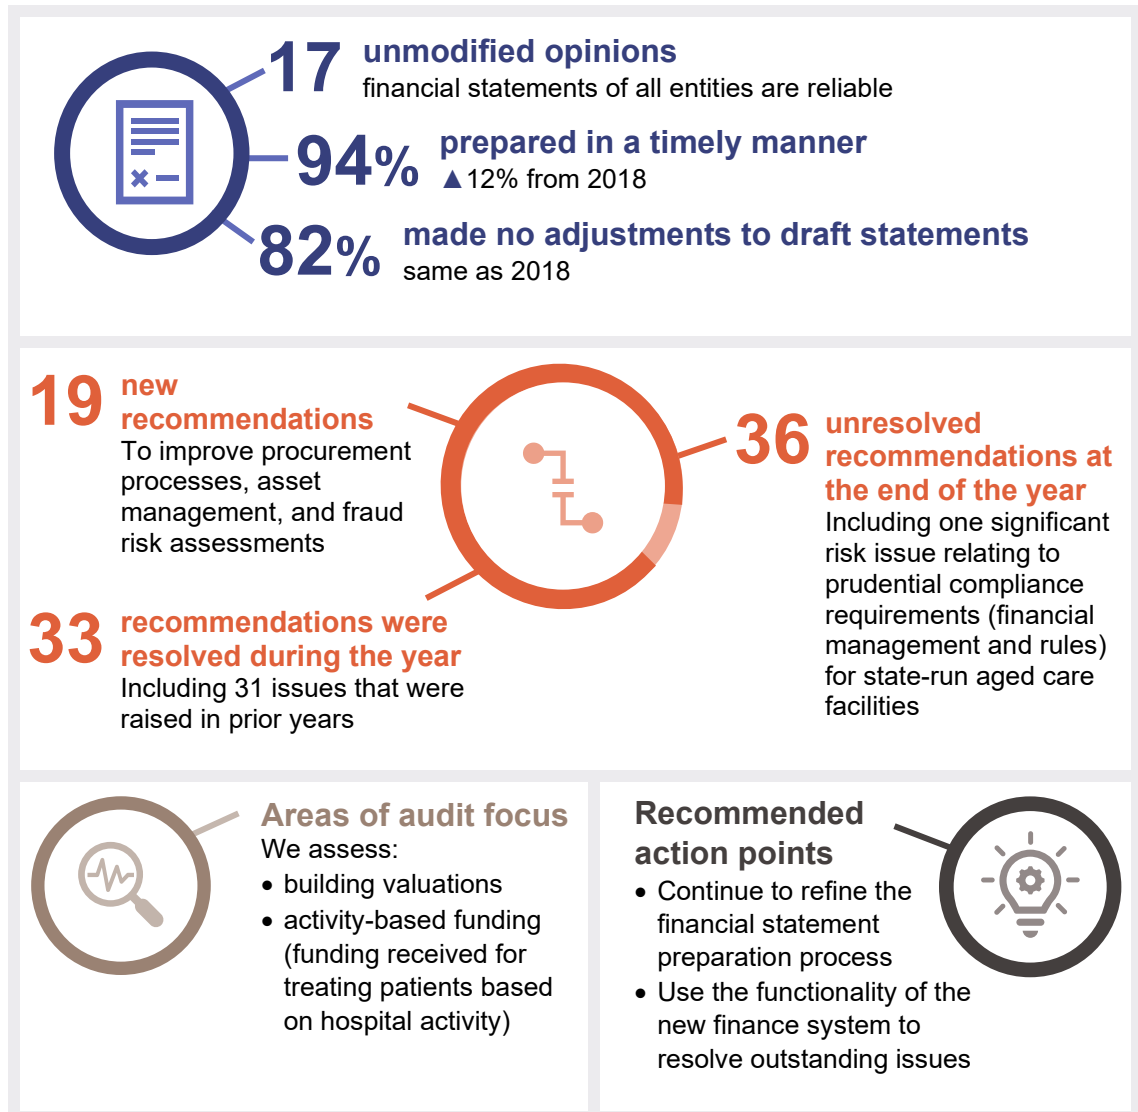 17 unmodified opinions
financial statements of all entities are reliable
94% prepared in a timely manner
▲12% from 2018
82% made no adjustments to draft statements
same as 2018
19 new
recommendations
To improve procurement
processes, asset
management, and fraud
risk assessments
33 recommendations were
resolved during the year
Including 31 issues that were
raised in prior years
36 unresolved
recommendations at
the end of the year
Including one significant
risk issue relating to
prudential compliance
requirements (financial
management and rules)
for state-run aged care
facilities
Areas of audit focus
We assess:
• building valuations
• activity-based funding
(funding received for
treating patients based
on hospital activity)
Recommended
action points
• Continue to refine the
financial statement
preparation process
• Use the functionality of the
new finance system to
resolve outstanding issues